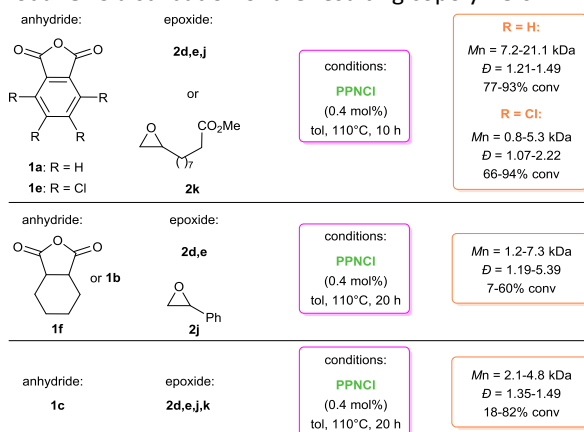 anhydride:
epoxide:
2d,e,j
or
O
O
O
R
R
R
R
1a: R = H
1e: R = Cl
O
CO2Me
( )7
2k
conditions:
PPNCl
(0.4 mol%)
tol, 110°C, 10 h
R = H:
Mn = 7.2-21.1 kDa
Đ = 1.21-1.49
77-93% conv
R = Cl:
Mn = 0.8-5.3 kDa
Đ = 1.07-2.22
66-94% conv
anhydride:
epoxide:
O
O
O
or 1b
1f
2d,e
O
Ph
2j
conditions:
PPNCl
(0.4 mol%)
tol, 110°C, 20 h
Mn = 1.2-7.3 kDa
Đ = 1.19-5.39
7-60% conv
anhydride:
1c
epoxide:
2d,e,j,k
conditions:
PPNCl
(0.4 mol%)
tol, 110°C, 20 h
Mn = 2.1-4.8 kDa
Đ = 1.35-1.49
18-82% conv